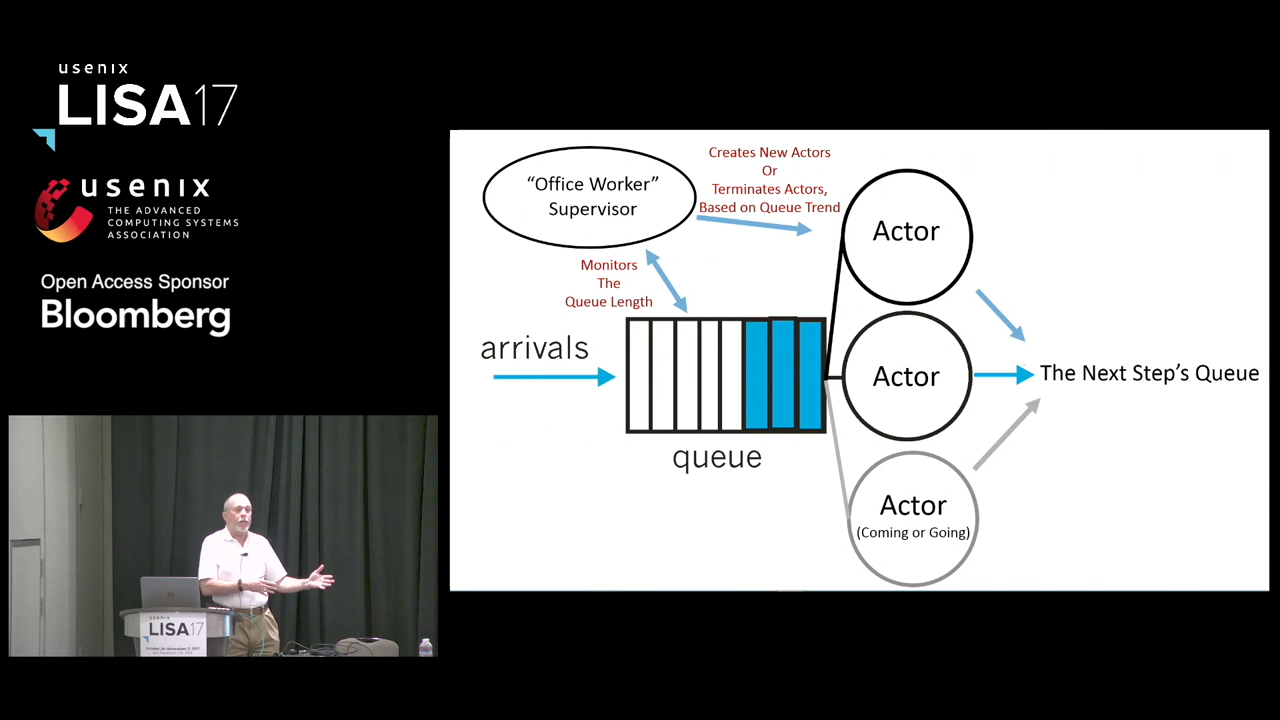 usenix
LISA17
usenix
THE ADVANCED
COMPUTING SYSTEMS
ASSOCIATION
Open Access Sponsor
Bloomberg
“Office Worker”
Supervisor
Creates New Actors
Or
Terminates Actors,
Based on Queue Trend
Monitors
The
Queue Length
arrivals
queue
Actor
Actor
Actor
(Coming or Going)
The Next Step’s Queue
usenix
LISA17